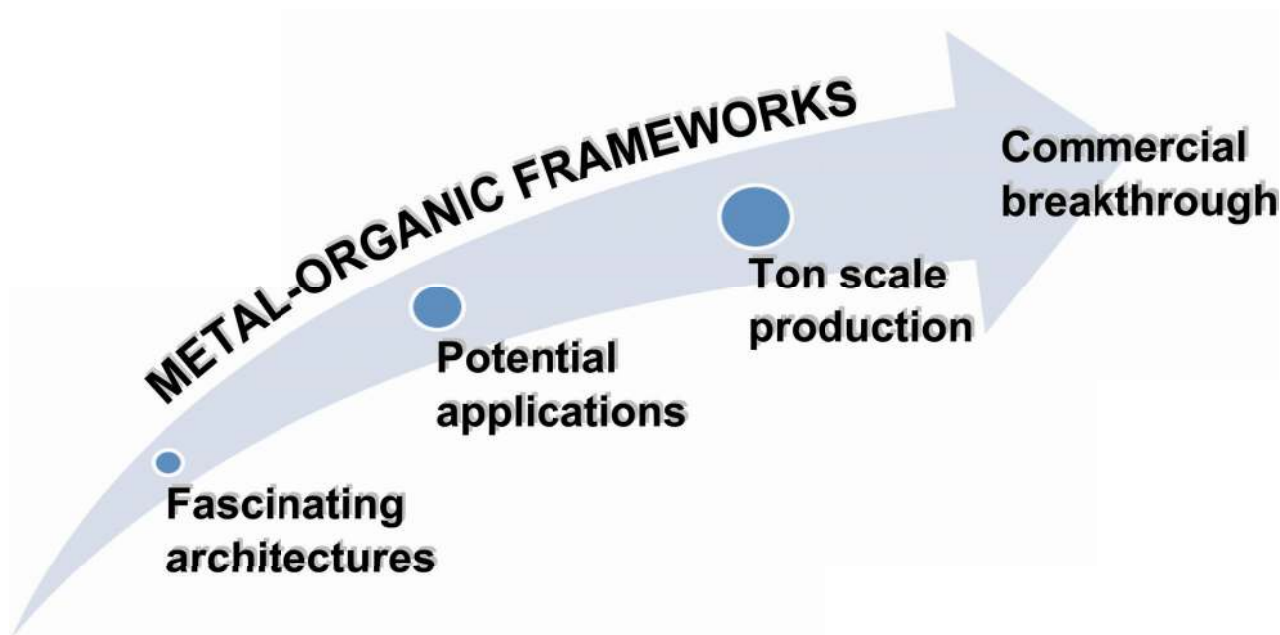 METAL-ORGANIC FRAMEWORKS
Commercial
breakthrough
Ton scale
production
Potential
applications
Fascinating
architectures